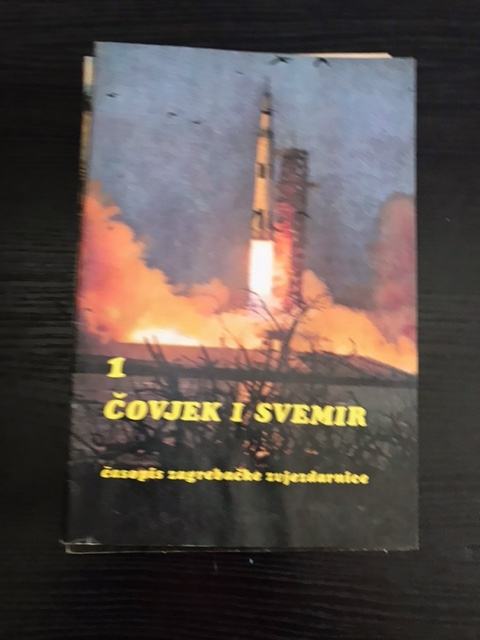 1
ČOVJEK I SVEMIR
časopis zagrebačke zvjezdarnice